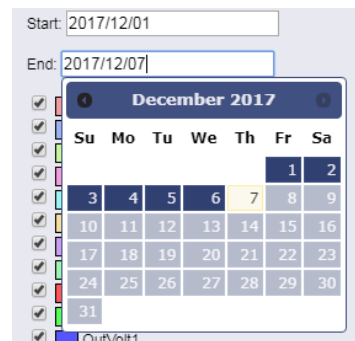 Start: 2017/12/01
End: 2017/12/07
December 2017
Su Mo Tu We Th Fr Sa
1 2
3 4 5 6 7 8 9
10 11 12 13 14 15 16
17 18 19 20 21 22 23
24 25 26 27 28 29 30
31
OutVolt1